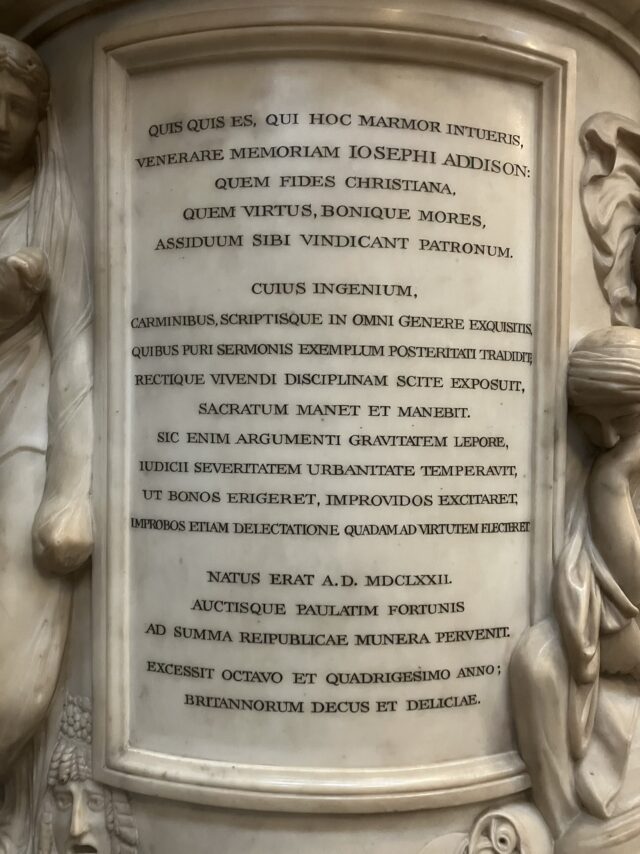 QUIS QUIS ES, QUI HOC MARMOR INTUERIS,
VENERARE MEMORIAM IOSEPHI ADDISON:
QUEM FIDES CHRISTIANA,
QUEM VIRTUS, BONIQUE MORES,
ASSIDUUM SIBI VINDICANT PATRONUM.
CUIUS INGENIUM,
CARMINIBUS, SCRIPTISQUE IN OMNI GENERE EXQUISITIS,
QUIBUS PURI SERMONIS EXEMPLUM POSTERITATI TRADIDIT,
RECTIQUE VIVENDI DISCIPLINAM SCITE EXPOSUIT,
SACRATUM MANET ET MANEBIT.
SIC ENIM ARGUMENTI GRAVITATEM LEPORE,
IUDICII SEVERITATEM URBANITATE TEMPERAVIT,
UT BONOS ERIGERET, IMPROVIDOS EXCITARET,
IMPROBOS ETIAM DELECTATIONE QUADAM AD VIRTUTEM FLECTERET.
NATUS ERAT A.D. MDCLXXII.
AUCTISQUE PAULATIM FORTUNIS
AD SUMMA REIPUBLICAE MUNERA PERVENIT.
EXCESSIT OCTAVO ET QUADRIGESIMO ANNO;
BRITANNORUM DECUS ET DELICIAE.